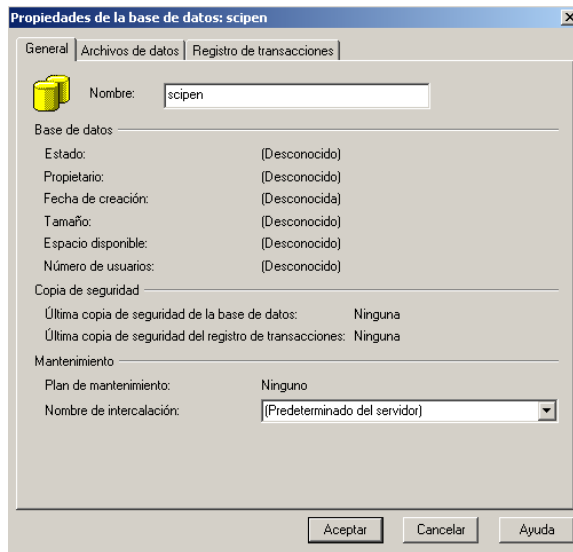 Propiedades de la base de datos: scipen
General Archivos de datos Registro de transacciones
Nombre: scipen
Base de datos
Estado: (Desconocido)
Propietario: (Desconocido)
Fecha de creación: (Desconocida)
Tamaño: (Desconocido)
Espacio disponible: (Desconocido)
Número de usuarios: (Desconocido)
Copia de seguridad
Última copia de seguridad de la base de datos: Ninguna
Última copia de seguridad del registro de transacciones: Ninguna
Mantenimiento
Plan de mantenimiento: Ninguno
Nombre de intercalación: (Predeterminado del servidor)
Aceptar Cancelar Ayuda